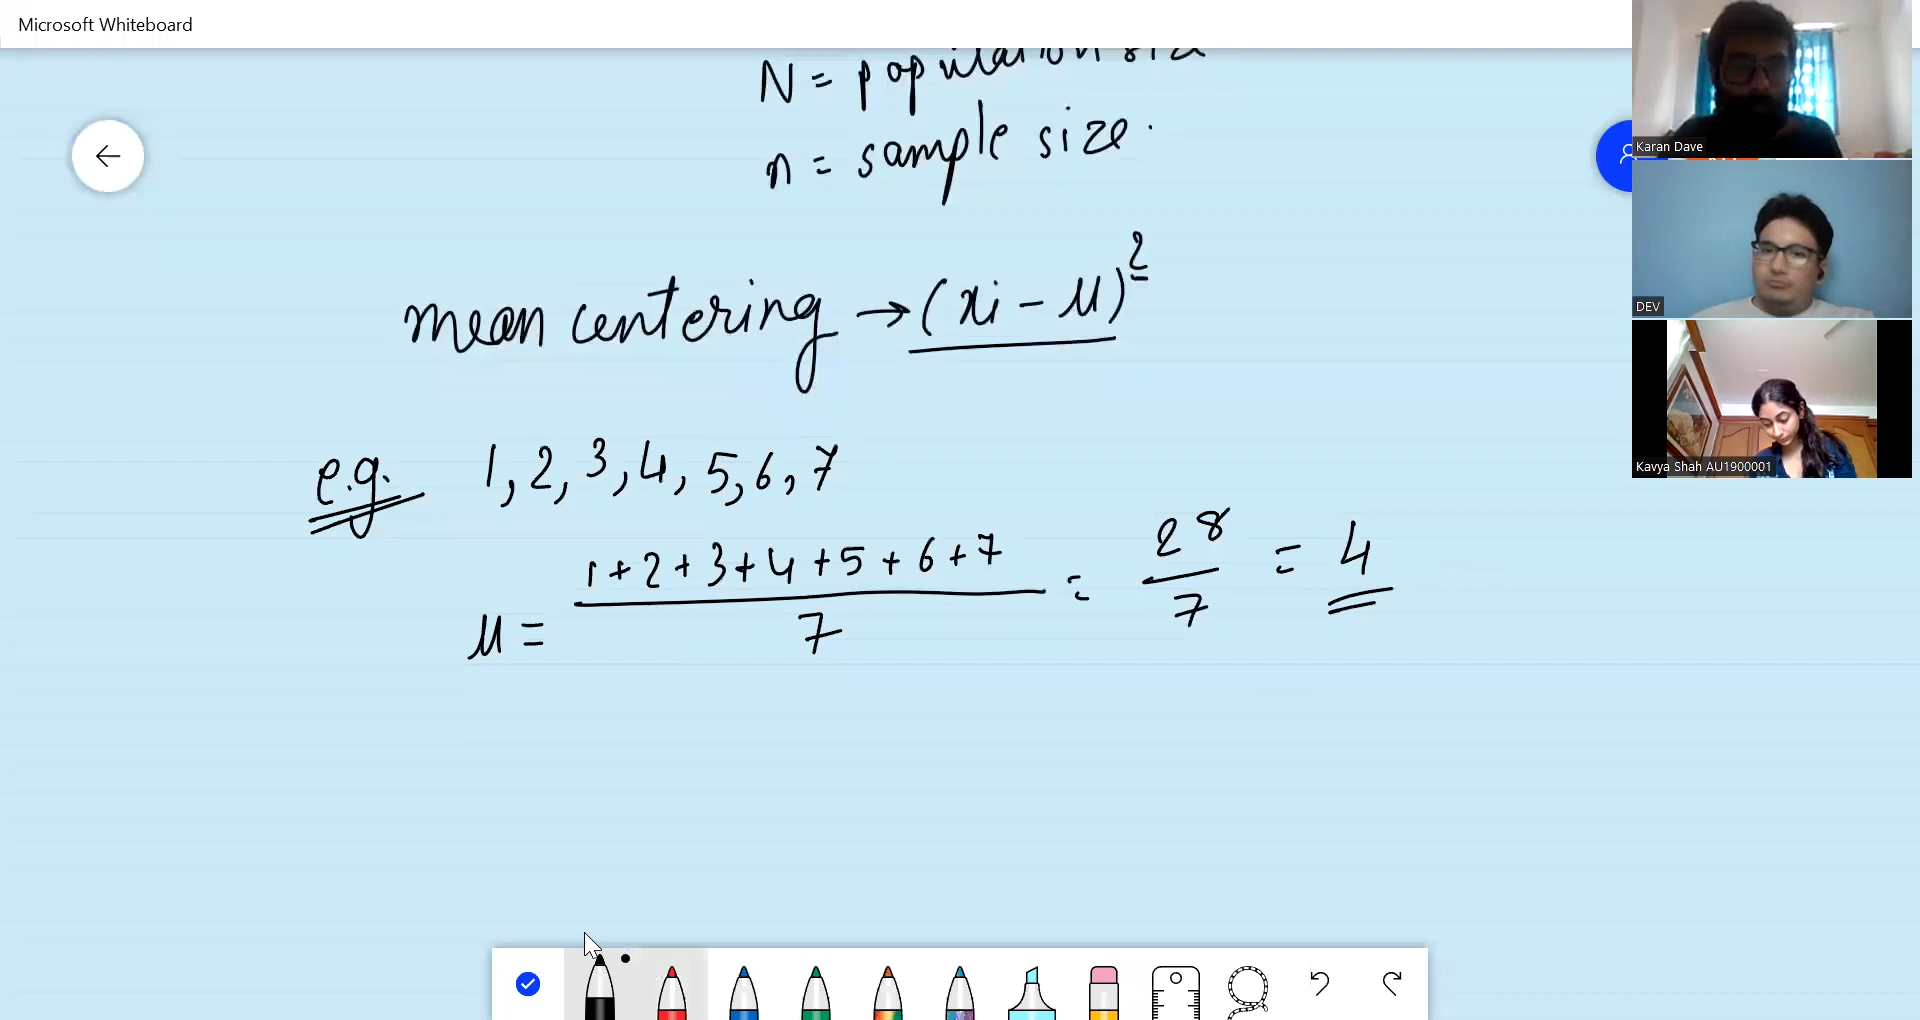 Microsoft Whiteboard
N = population
n = sample size.
mean centering → (xi - μ)²
e.g. 1, 2, 3, 4, 5, 6, 7
μ = 1+2+3+4+5+6+7 / 7 = 28 / 7 = 4
Karan Dave
DEV
Kavya Shah AU1900001